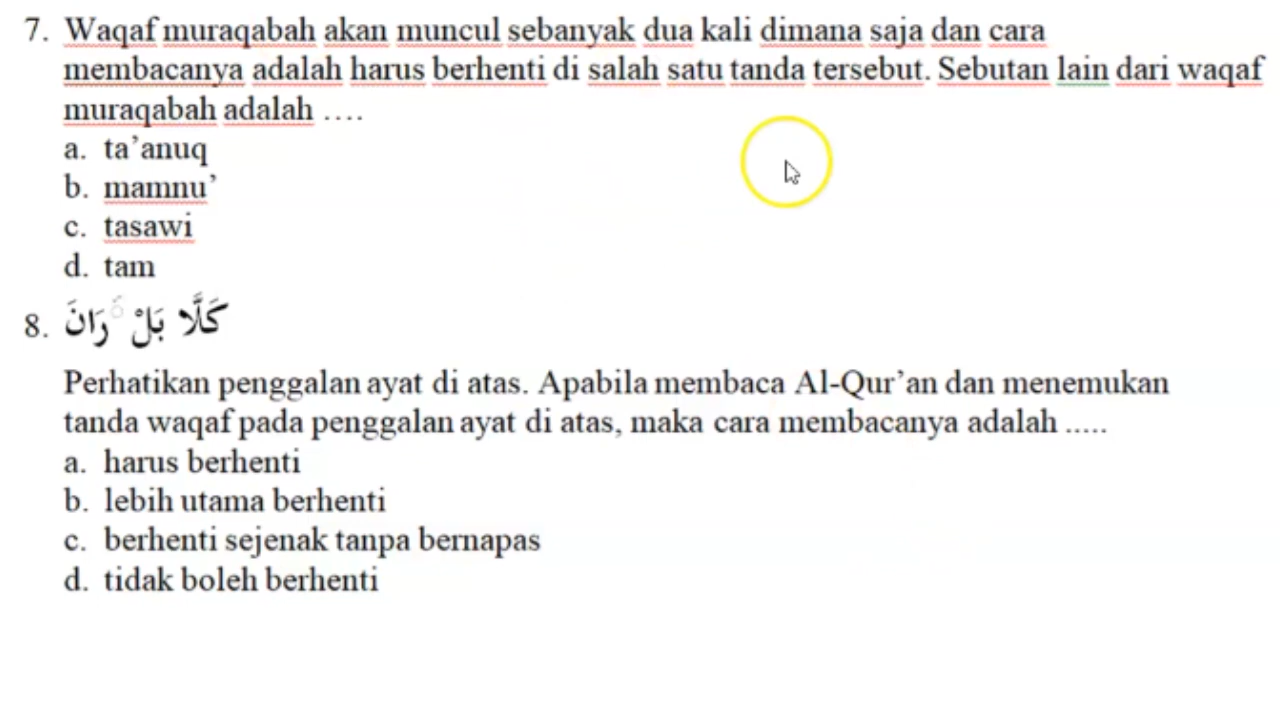 7. Waqaf muraqabah akan muncul sebanyak dua kali dimana saja dan cara
membacanya adalah harus berhenti di salah satu tanda tersebut. Sebutan lain dari waqaf
muraqabah adalah ….
a. ta’anuq
b. mamnu’
c. tasawi
d. tam
8. كَلَّا بَلْ ۜ رَانَ
Perhatikan penggalan ayat di atas. Apabila membaca Al-Qur’an dan menemukan
tanda waqaf pada penggalan ayat di atas, maka cara membacanya adalah .....
a. harus berhenti
b. lebih utama berhenti
c. berhenti sejenak tanpa bernapas
d. tidak boleh berhenti